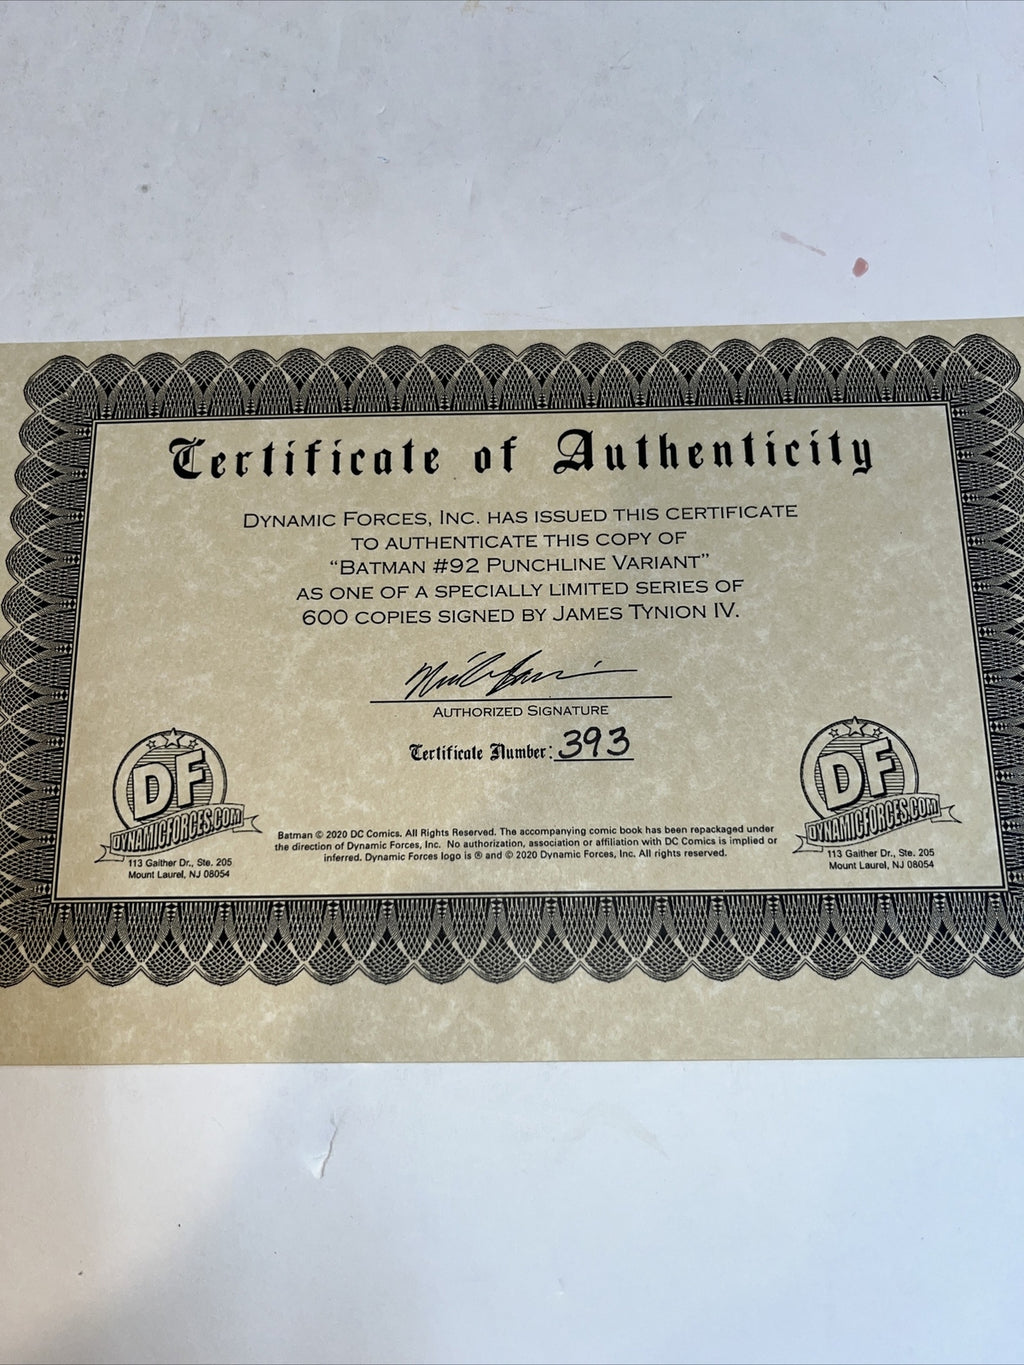 Certificate of Authenticity
DYNAMIC FORCES, INC. HAS ISSUED THIS CERTIFICATE
TO AUTHENTICATE THIS COPY OF
“BATMAN #92 PUNCHLINE VARIANT”
AS ONE OF A SPECIALLY LIMITED SERIES OF
600 COPIES SIGNED BY JAMES TYNION IV.
AUTHORIZED SIGNATURE
Certificate Number: 393
DF
DYNAMICFORCES.COM
113 Gaither Dr., Ste. 205
Mount Laurel, NJ 08054
Batman © 2020 DC Comics. All Rights Reserved. The accompanying comic book has been repackaged under
the direction of Dynamic Forces, Inc. No authorization, association or affiliation with DC Comics is implied or
inferred. Dynamic Forces logo is ® and © 2020 Dynamic Forces, Inc. All rights reserved.
DF
DYNAMICFORCES.COM
113 Gaither Dr., Ste. 205
Mount Laurel, NJ 08054